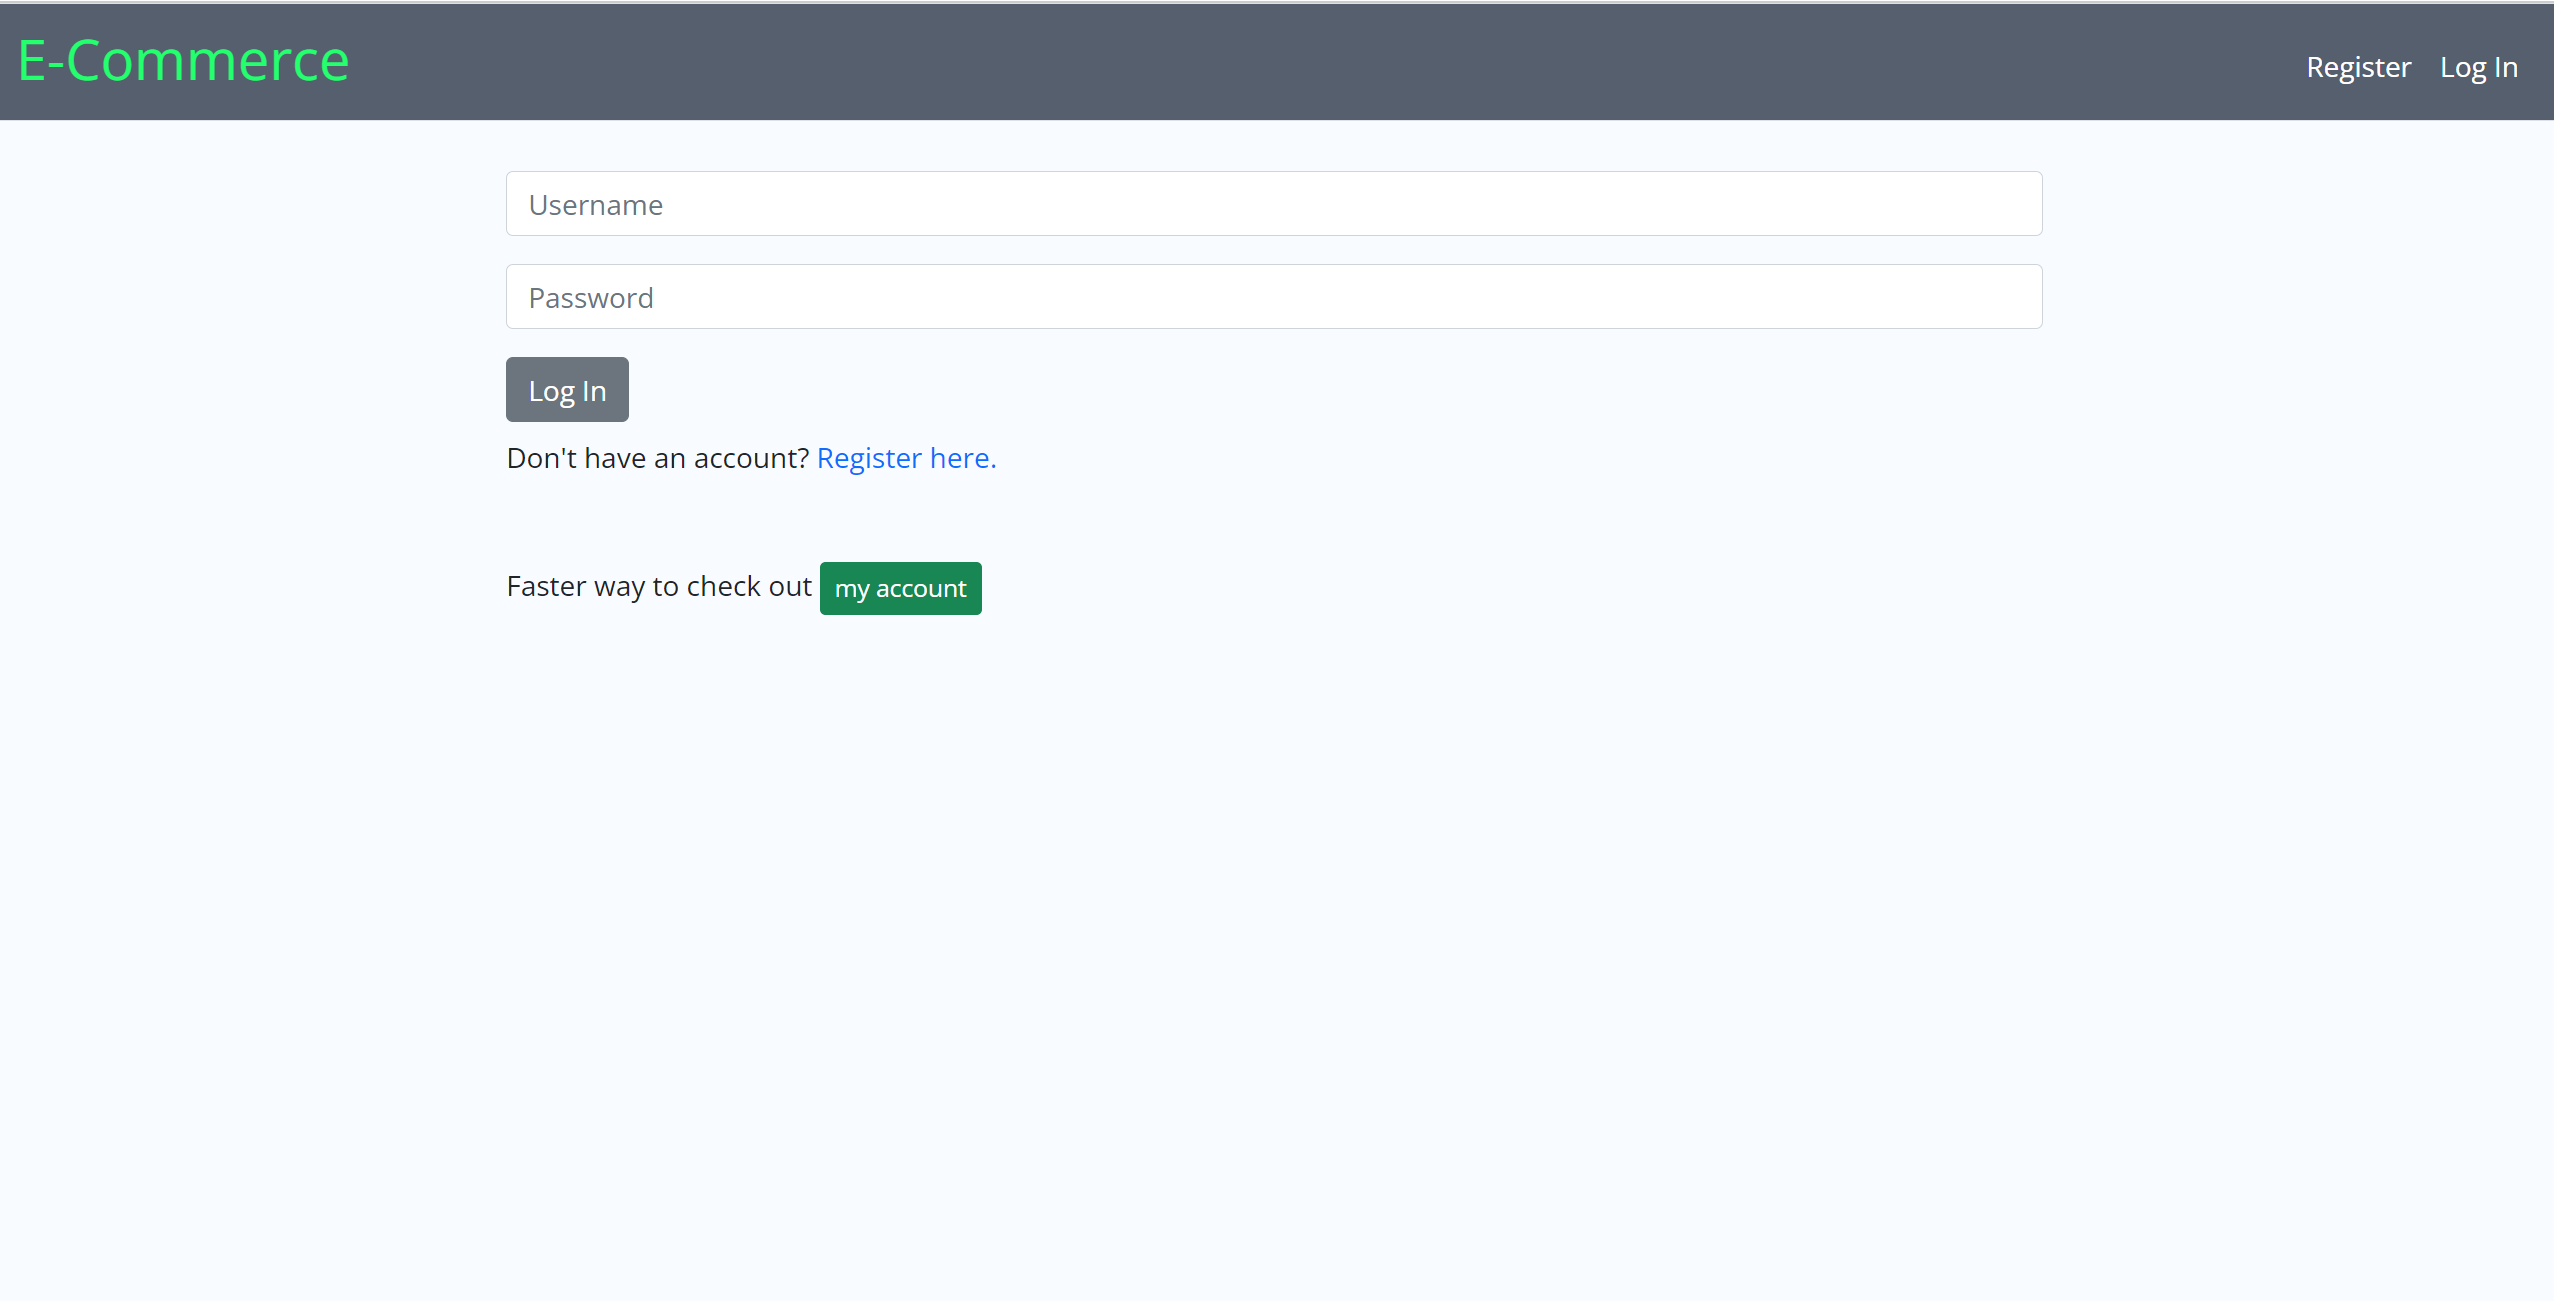 E-Commerce
Register Log In
Username
Password
Log In
Don't have an account? Register here.
Faster way to check out my account